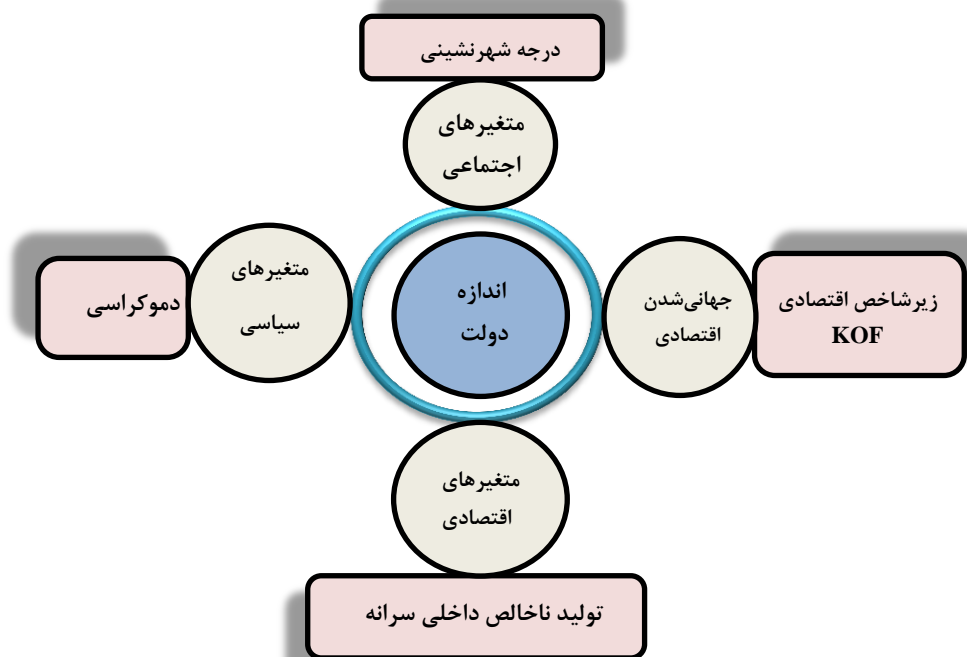 درجه شهرنشینی
متغیرهای
اجتماعی
زیرشاخص اقتصادی
KOF
جهانی‌شدن
اقتصادی
اندازه
دولت
متغیرهای
سیاسی
دموکراسی
متغیرهای
اقتصادی
تولید ناخالص داخلی سرانه